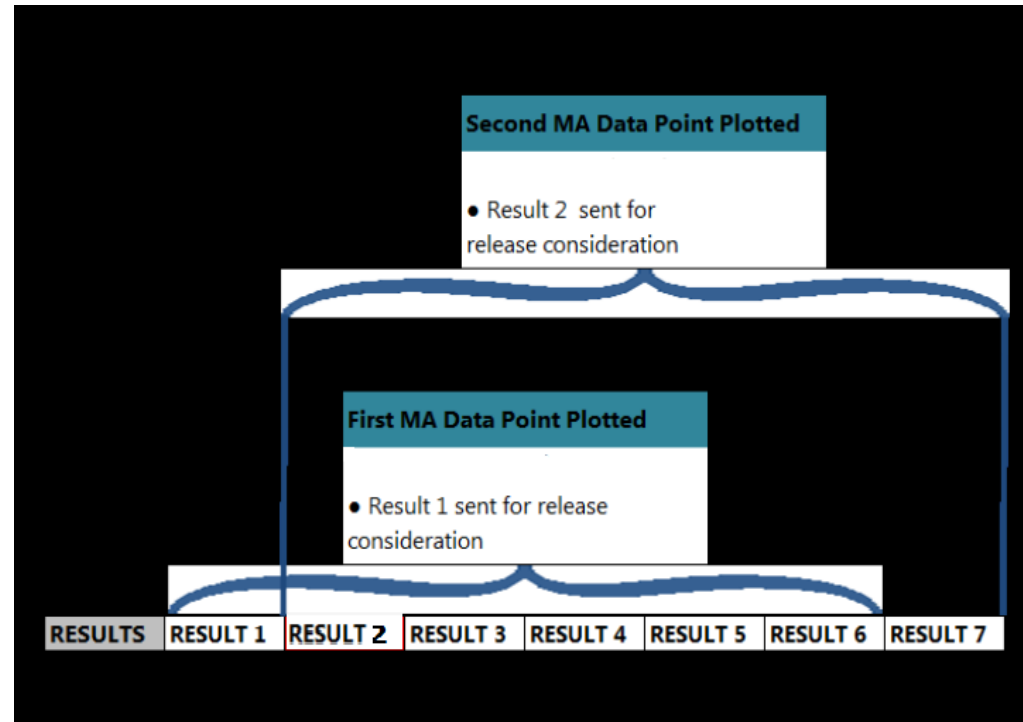 Second MA Data Point Plotted
● Result 2 sent for
release consideration
First MA Data Point Plotted
● Result 1 sent for release
consideration
RESULTS RESULT 1 RESULT 2 RESULT 3 RESULT 4 RESULT 5 RESULT 6 RESULT 7